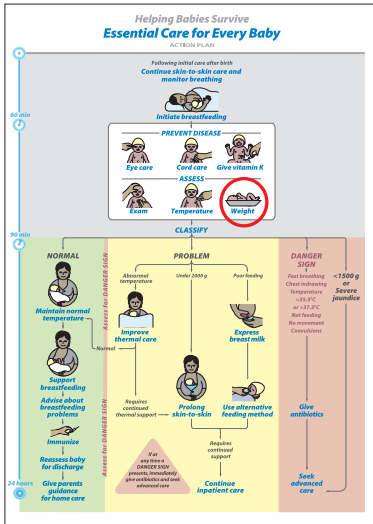 Helping Babies Survive
Essential Care for Every Baby
ACTION PLAN
Following initial care after birth
Continue skin-to-skin care and
monitor breathing
Initiate breastfeeding
60 min
PREVENT DISEASE
Eye care
Cord care
Give vitamin K
ASSESS
Exam
Temperature
Weight
90 min
CLASSIFY
NORMAL
Maintain normal
temperature
Normal
Support
breastfeeding
Advise about
breastfeeding
problems
Immunize
Reassess baby
for discharge
Give parents
guidance
for home care
24 hours
Assess for DANGER SIGN
Assess for DANGER SIGN
PROBLEM
Abnormal
temperature
Improve
thermal care
Requires
continued
thermal support
Under 2000 g
Prolong
skin-to-skin
Poor feeding
Express
breast milk
Use alternative
feeding method
Requires
continued
support
Continue
inpatient care
If at
any time a
DANGER SIGN
presents, immediately
give antibiotics and seek
advanced care
DANGER
SIGN
Fast breathing
Chest indrawing
Temperature
<35.5°C
or >37.5°C
Not feeding
No movement
Convulsions
<1500 g
or
Severe
jaundice
Give
antibiotics
Seek
advanced
care